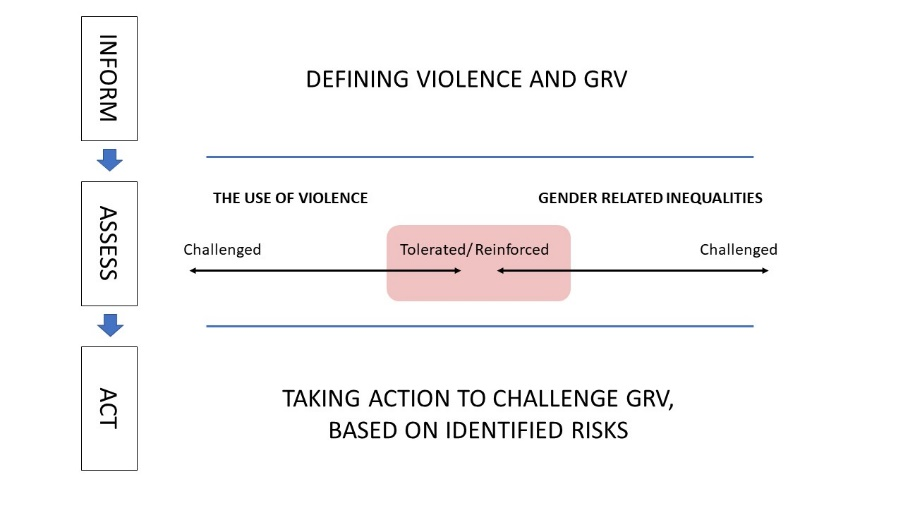 INFORM
DEFINING VIOLENCE AND GRV
ASSESS
THE USE OF VIOLENCE
GENDER RELATED INEQUALITIES
Challenged
Tolerated/ Reinforced
Challenged
ACT
TAKING ACTION TO CHALLENGE GRV,
BASED ON IDENTIFIED RISKS